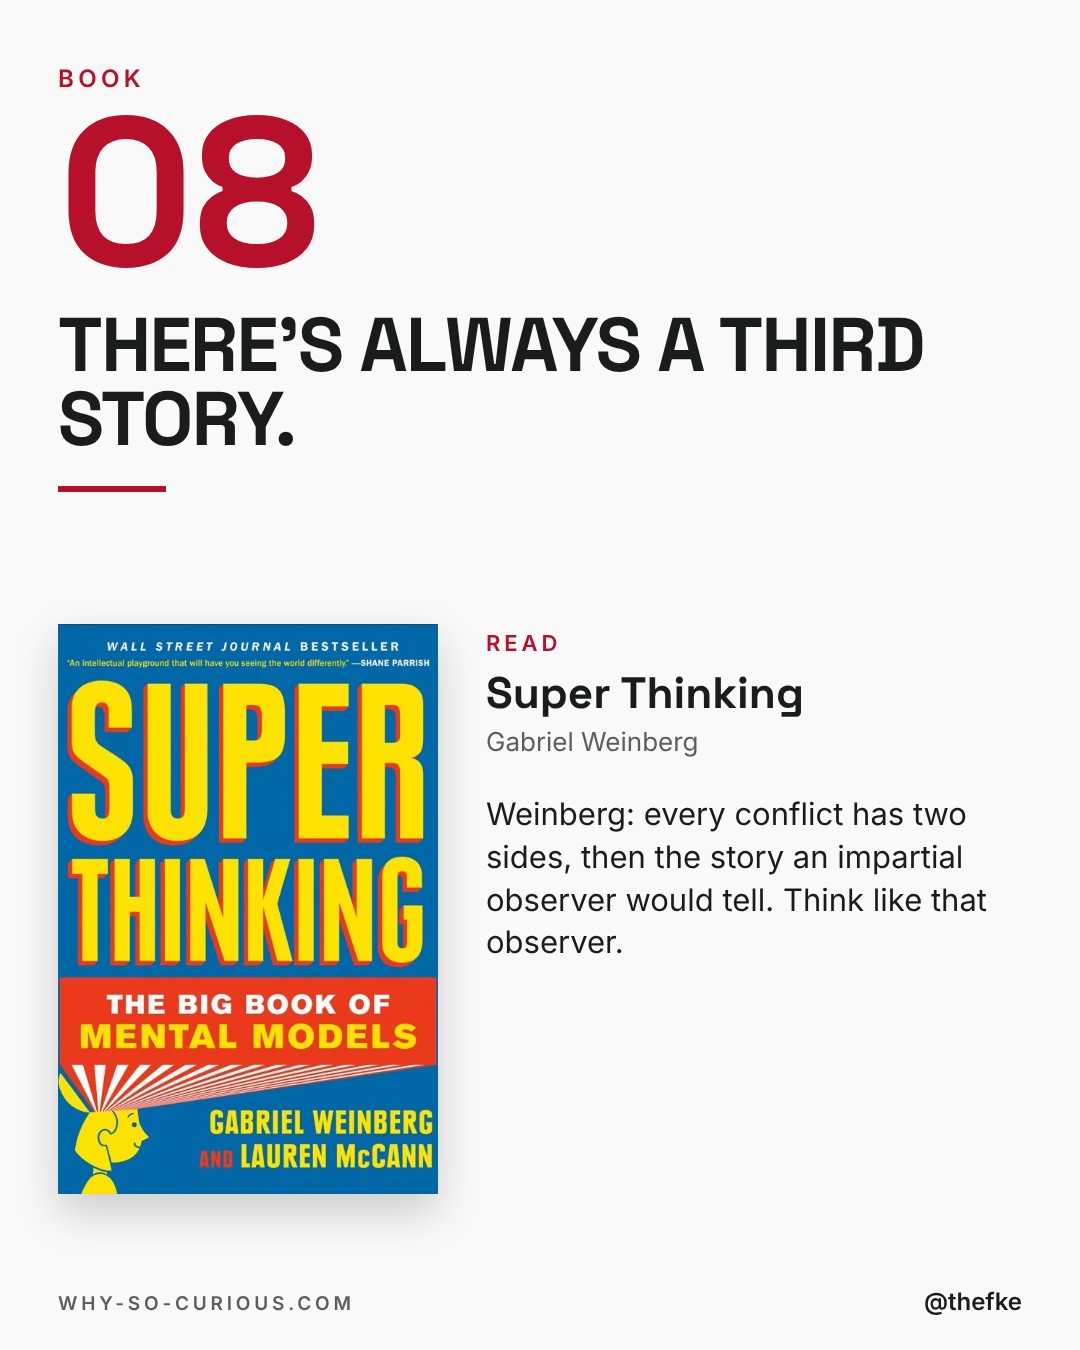 BOOK
08
THERE’S ALWAYS A THIRD
STORY.
WALL STREET JOURNAL BESTSELLER
“An intellectual playground that will have you seeing the world differently.” —SHANE PARRISH
SUPER
THINKING
THE BIG BOOK OF
MENTAL MODELS
GABRIEL WEINBERG
AND LAUREN McCANN
READ
Super Thinking
Gabriel Weinberg
Weinberg: every conflict has two
sides, then the story an impartial
observer would tell. Think like that
observer.
WHY-SO-CURIOUS.COM
@thefke